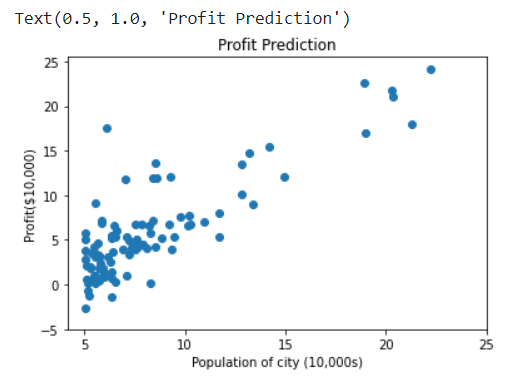 Text(0.5, 1.0, 'Profit Prediction')
Profit Prediction
25
20
15
10
5
0
−5
Profit($10,000)
5 10 15 20 25
Population of city (10,000s)